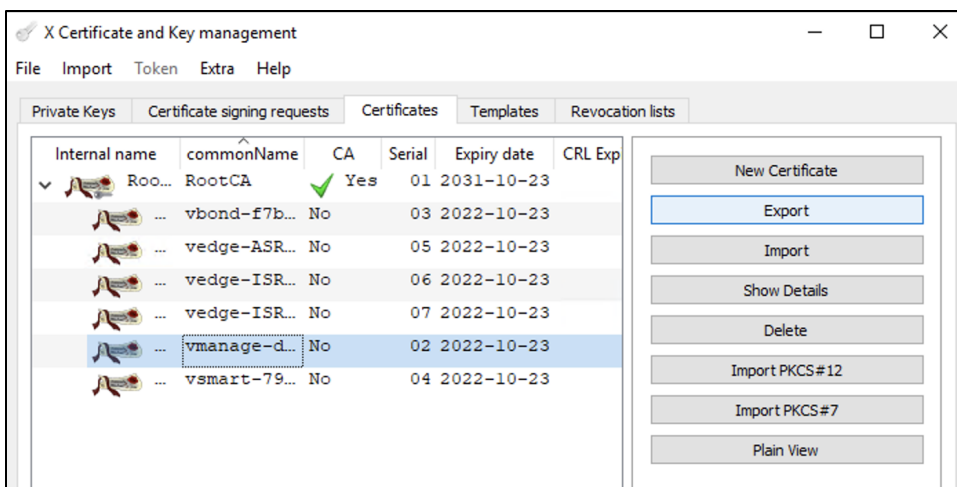 X Certificate and Key management
File Import Token Extra Help
Private Keys Certificate signing requests Certificates Templates Revocation lists
Internal name commonName CA Serial Expiry date CRL Exp
Roo... RootCA Yes 01 2031-10-23
... vbond-f7b... No 03 2022-10-23
... vedge-ASR... No 05 2022-10-23
... vedge-ISR... No 06 2022-10-23
... vedge-ISR... No 07 2022-10-23
... vmanage-d... No 02 2022-10-23
... vsmart-79... No 04 2022-10-23
New Certificate
Export
Import
Show Details
Delete
Import PKCS#12
Import PKCS#7
Plain View